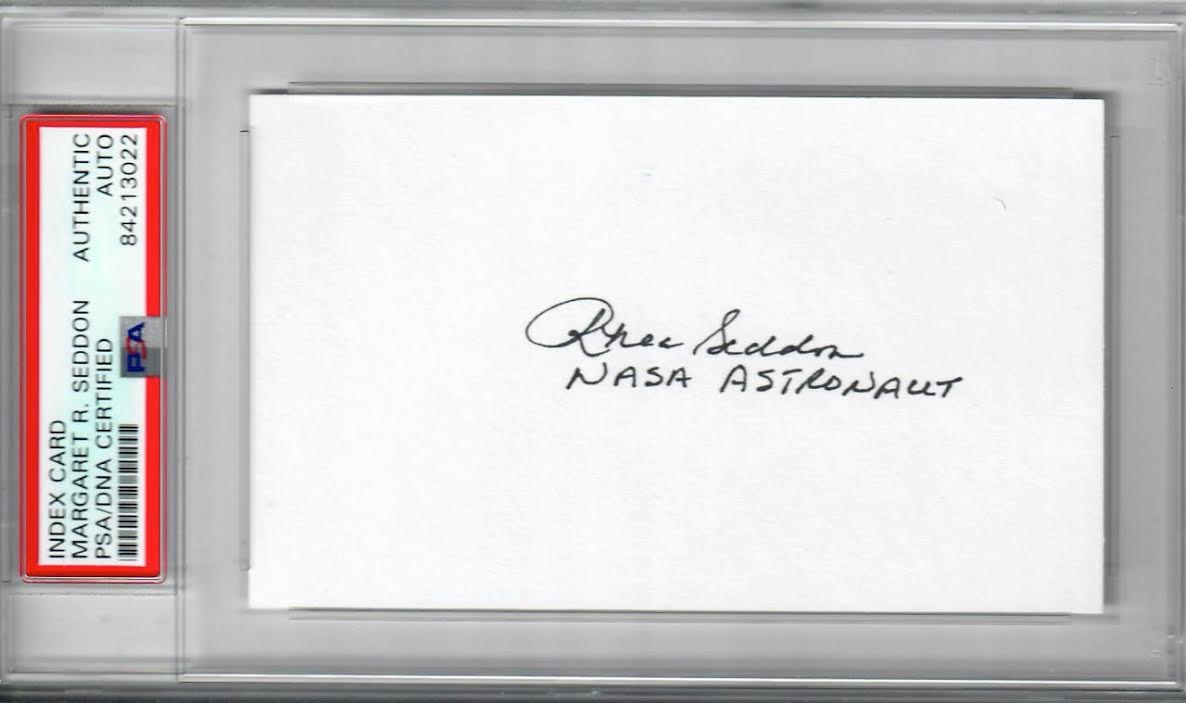 INDEX CARD
MARGARET R. SEDDON AUTHENTIC
PSA/DNA CERTIFIED AUTO
84213022
PSA
Rhea Seddon
NASA ASTRONAUT